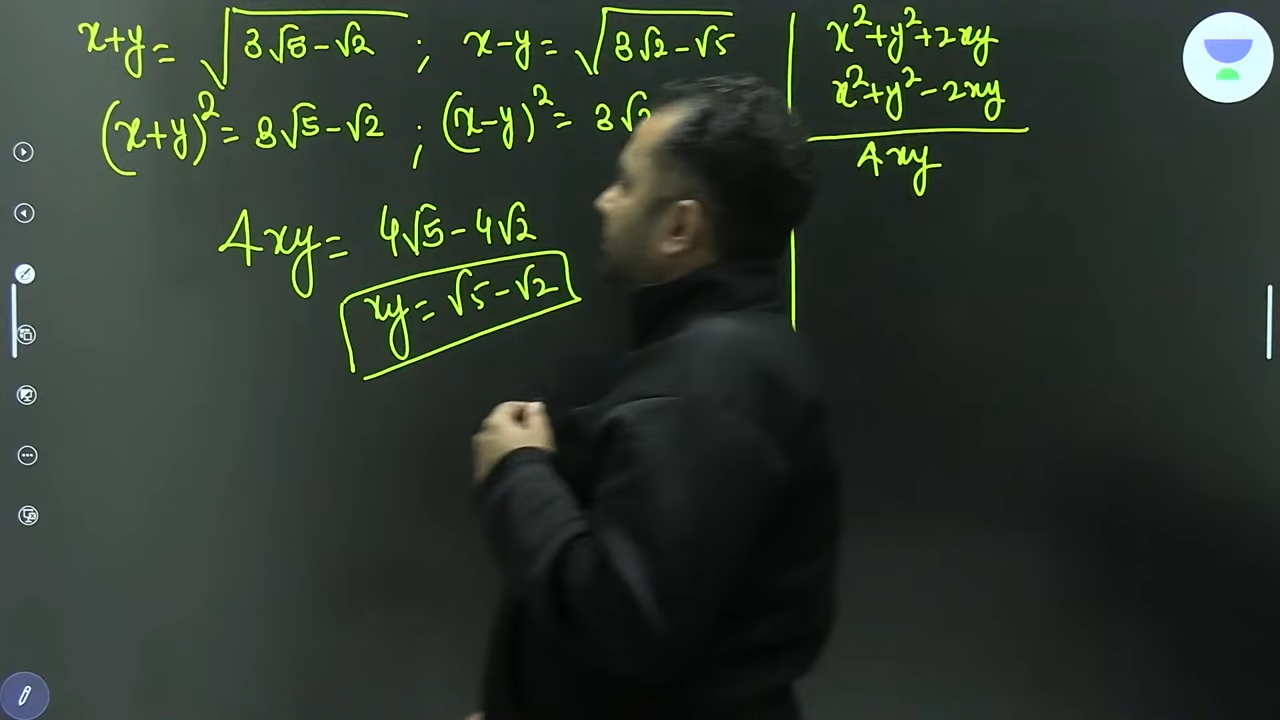 x+y = √(3√5-√2) ; x-y = √(3√2-√5)
(x+y)² = 3√5-√2 ; (x-y)² = 3√2
4xy = 4√5-4√2
xy = √5-√2
x²+y²+2xy
x²+y²-2xy
4xy